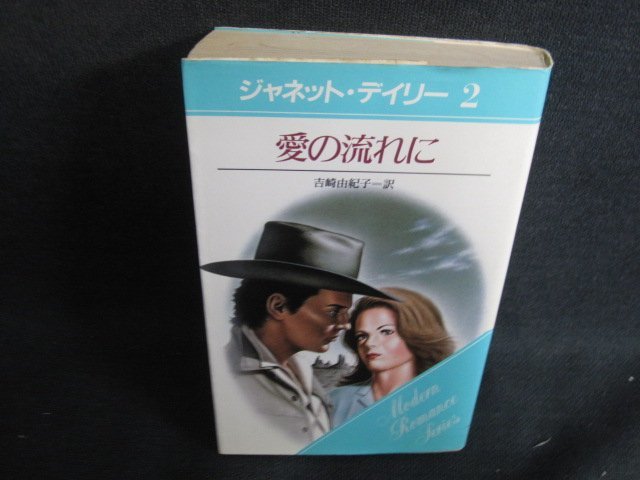 ジャネット・デイリー 2
愛の流れに
吉崎由紀子=訳
Modern
Romance
Series